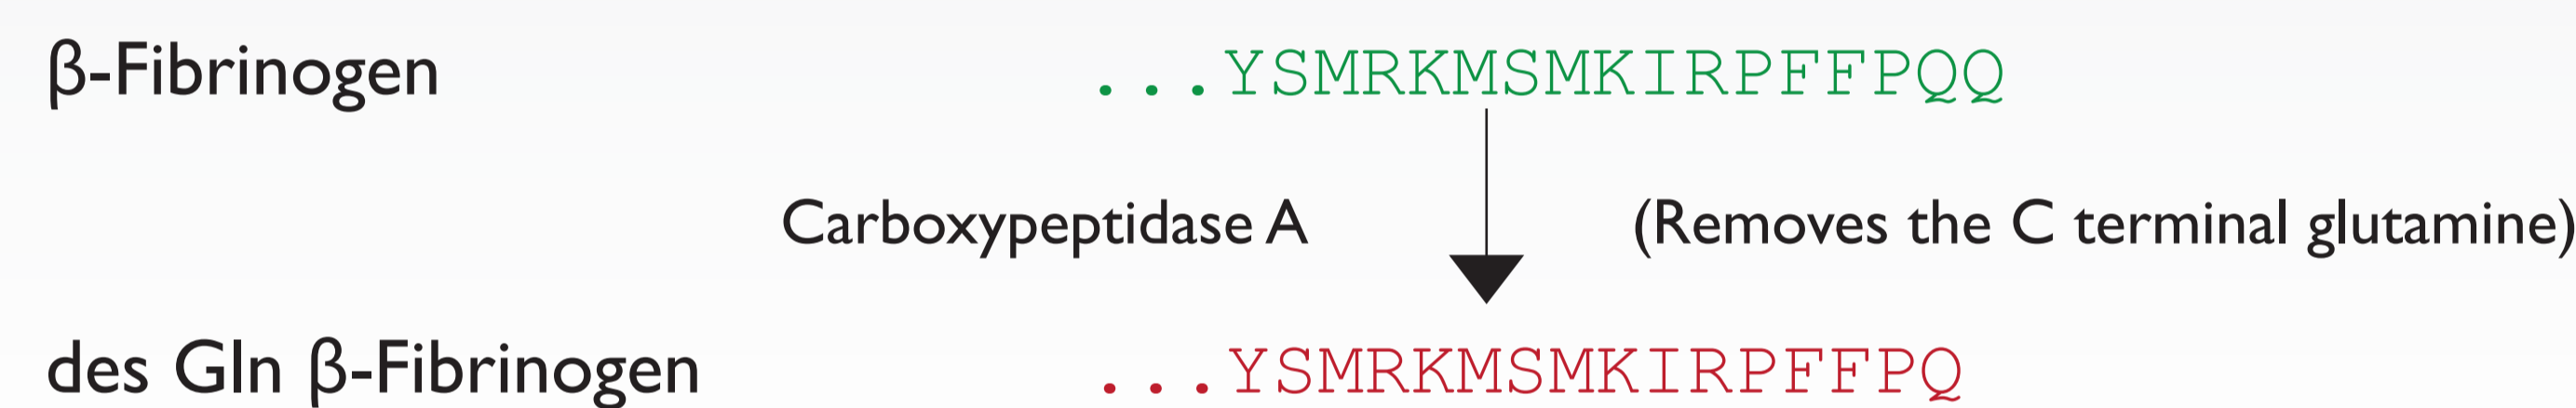 β-Fibrinogen ...YSMRKMSMKIRPFFPQQ
Carboxypeptidase A (Removes the C terminal glutamine)
des Gln β-Fibrinogen ...YSMRKMSMKIRPFFPQ